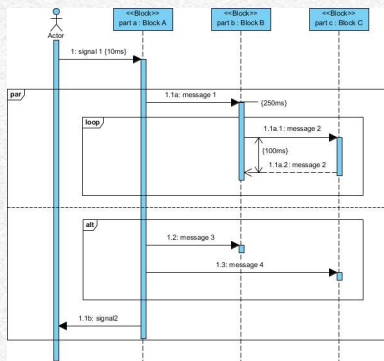 <<Block>>
part a : Block A
<<Block>>
part b : Block B
<<Block>>
part c : Block C
Actor
1: signal 1 {10ms}
par
1.1a: message 1
{250ms}
loop
1.1a.1: message 2
{100ms}
1.1a.2: message 2
alt
1.2: message 3
1.3: message 4
1.1b: signal2